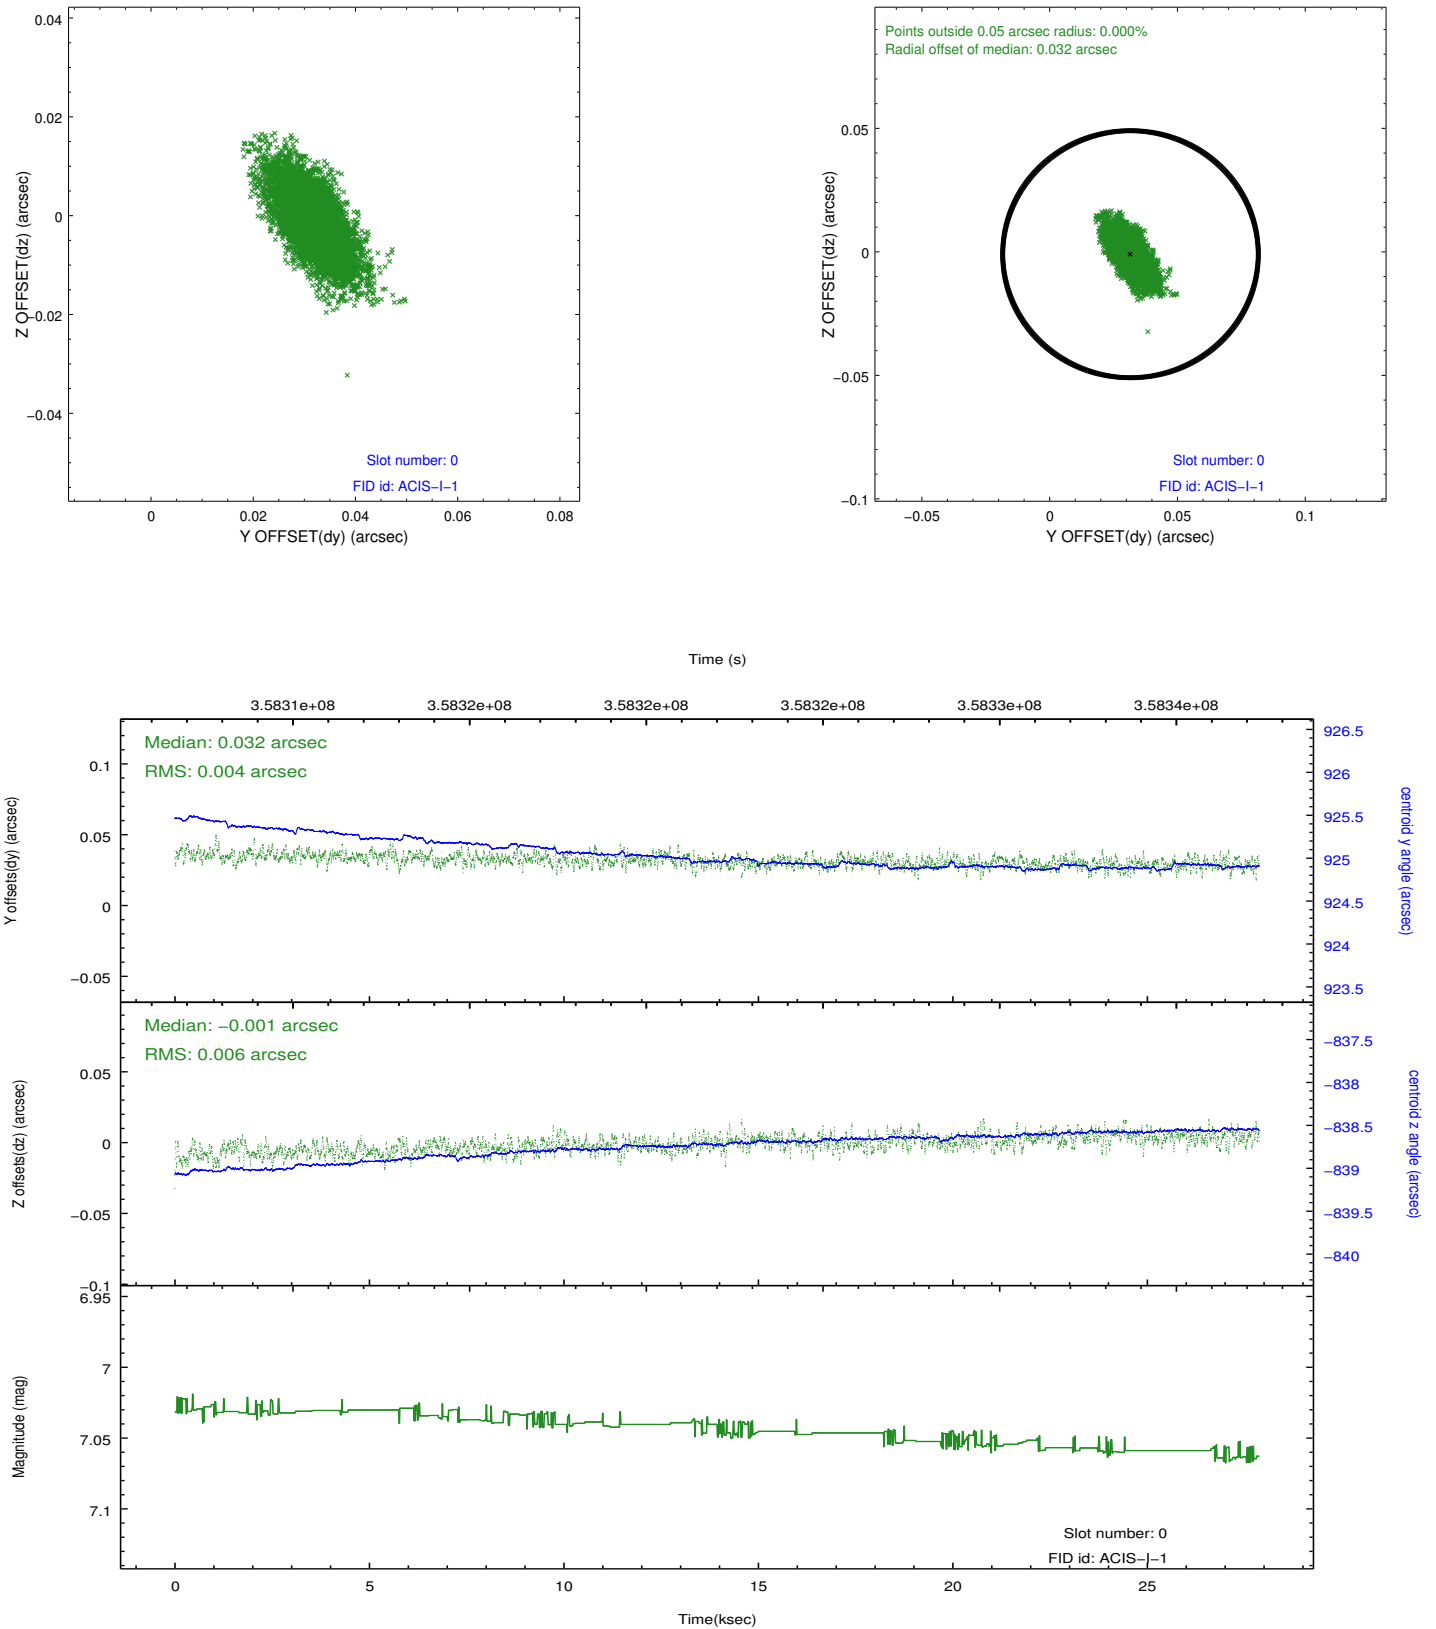 0.04
0.02
0
−0.02
−0.04
Z OFFSET(dz) (arcsec)
Slot number: 0
FID id: ACIS−I−1
0
0.02
0.04
0.06
0.08
Y OFFSET(dy) (arcsec)
Points outside 0.05 arcsec radius: 0.000%
Radial offset of median: 0.032 arcsec
0.05
0
−0.05
−0.1
Z OFFSET(dz) (arcsec)
Slot number: 0
FID id: ACIS−I−1
−0.05
0
0.05
0.1
Y OFFSET(dy) (arcsec)
Time (s)
3.5831e+08
3.5832e+08
3.5832e+08
3.5832e+08
3.5833e+08
3.5834e+08
Median: 0.032 arcsec
RMS: 0.004 arcsec
0.1
0.05
0
−0.05
Y offsets(dy) (arcsec)
926.5
926
925.5
925
924.5
924
923.5
centroid y angle (arcsec)
Median: −0.001 arcsec
RMS: 0.006 arcsec
0.05
0
−0.05
−0.1
Z offsets(dz) (arcsec)
−837.5
−838
−838.5
−839
−839.5
−840
centroid z angle (arcsec)
6.95
7
7.05
7.1
Magnitude (mag)
Slot number: 0
FID id: ACIS−I−1
0
5
10
15
20
25
Time(ksec)